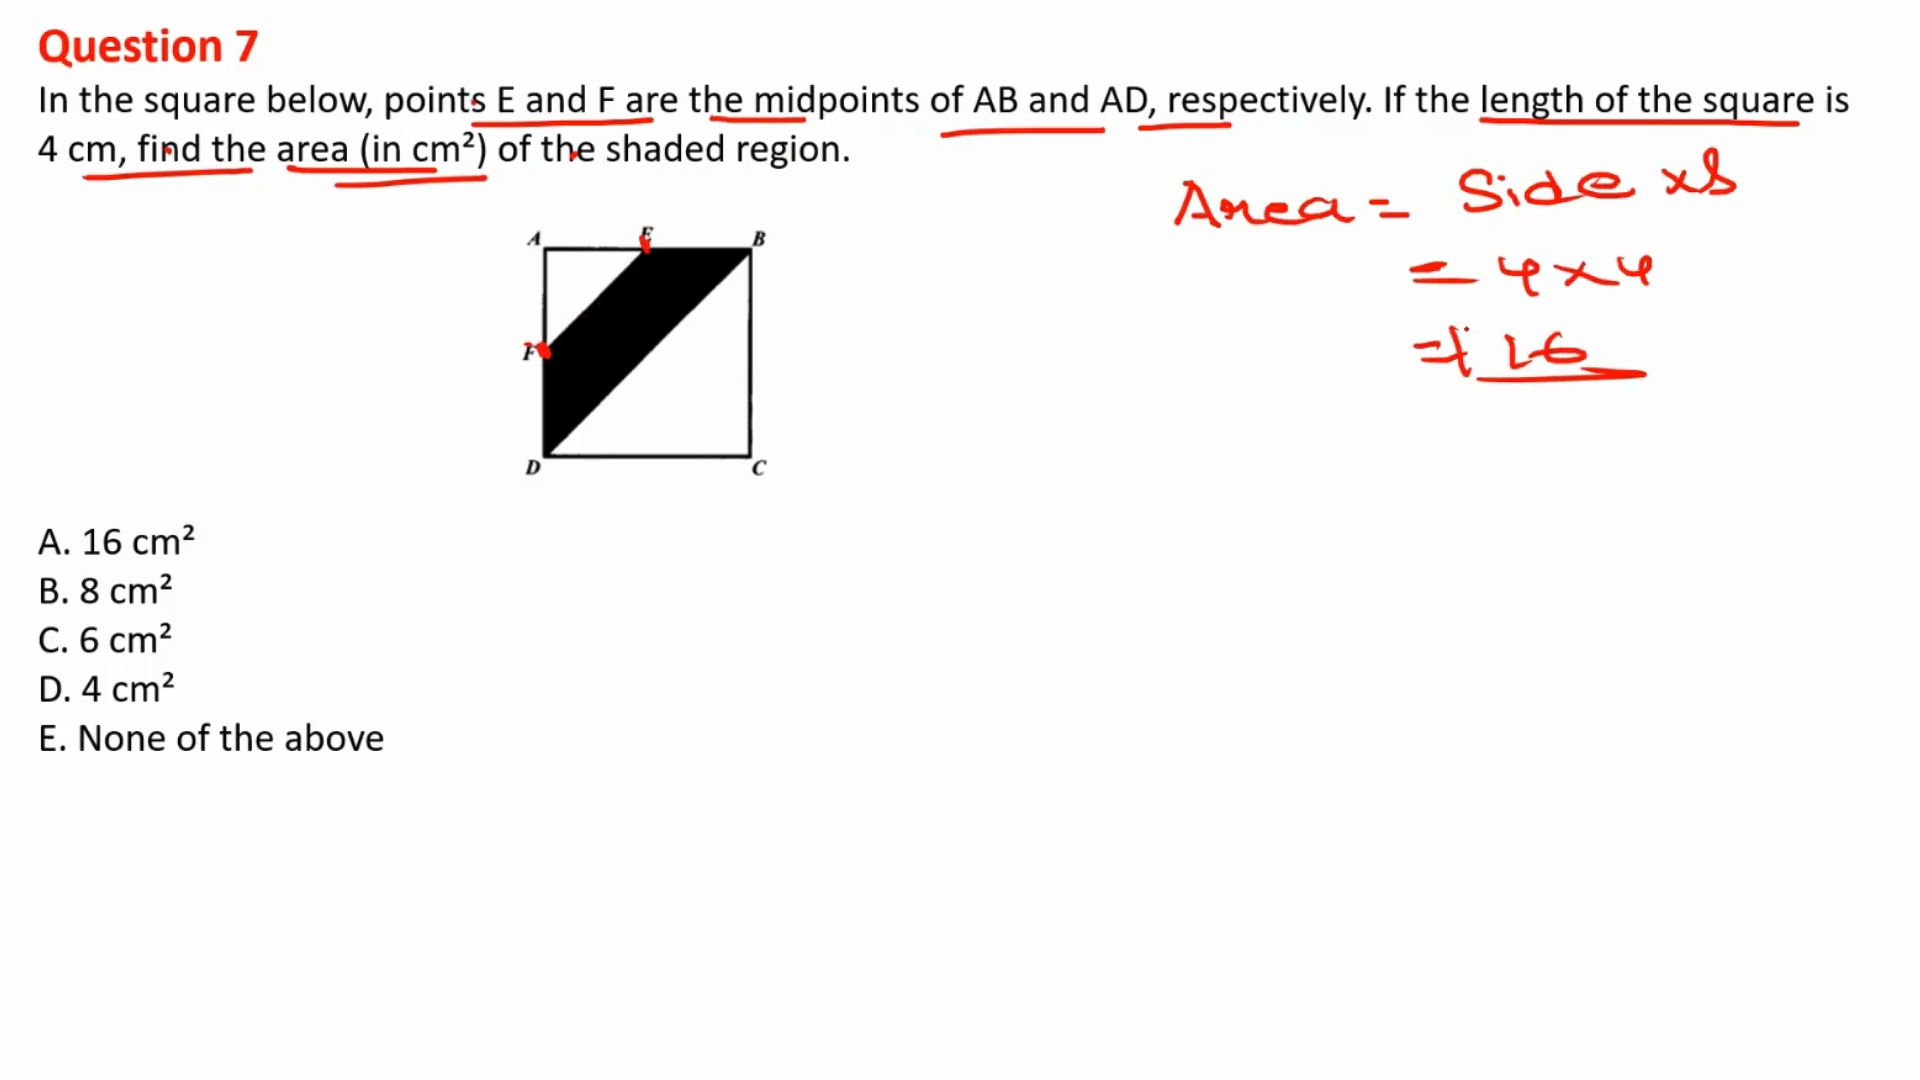 Question 7
In the square below, points E and F are the midpoints of AB and AD, respectively. If the length of the square is
4 cm, find the area (in cm²) of the shaded region.
Area = Side × s
= 4 × 4
= 16
A E B
F
D C
A. 16 cm²
B. 8 cm²
C. 6 cm²
D. 4 cm²
E. None of the above